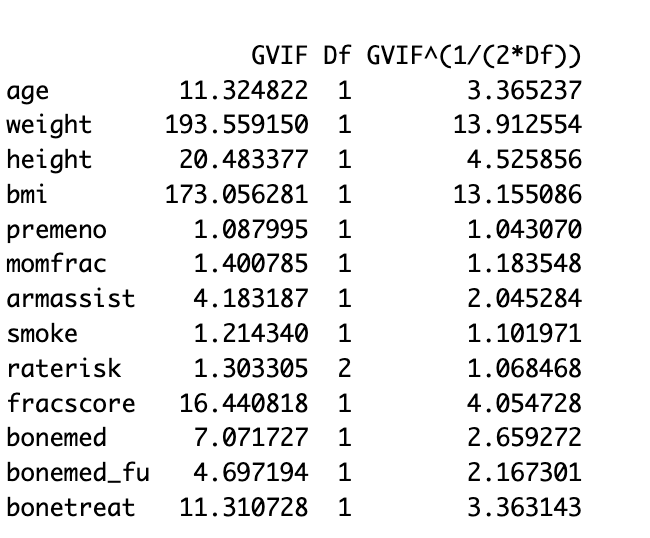 GVIF Df GVIF^(1/(2*Df))
age 11.324822 1 3.365237
weight 193.559150 1 13.912554
height 20.483377 1 4.525856
bmi 173.056281 1 13.155086
premeno 1.087995 1 1.043070
momfrac 1.400785 1 1.183548
armassist 4.183187 1 2.045284
smoke 1.214340 1 1.101971
raterisk 1.303305 2 1.068468
fracscore 16.440818 1 4.054728
bonemed 7.071727 1 2.659272
bonemed_fu 4.697194 1 2.167301
bonetreat 11.310728 1 3.363143